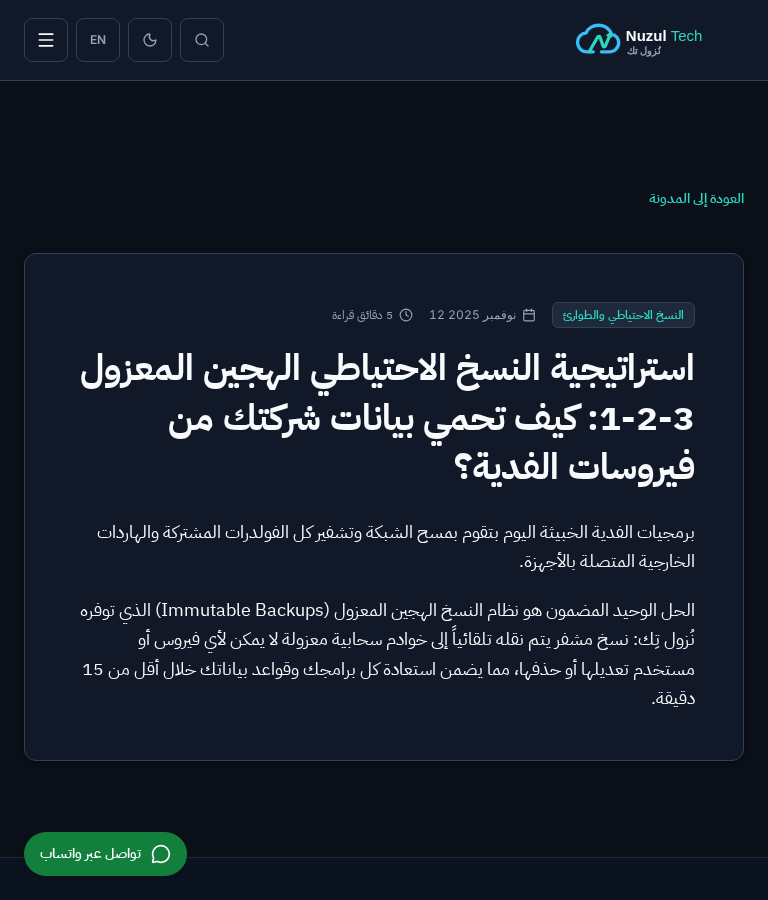 Nuzul Tech
نُزول تك
EN
العودة إلى المدونة
النسخ الاحتياطي والطوارئ
12 نوفمبر 2025
5 دقائق قراءة
استراتيجية النسخ الاحتياطي الهجين المعزول
3-2-1: كيف تحمي بيانات شركتك من
فيروسات الفدية؟
برمجيات الفدية الخبيثة اليوم بتقوم بمسح الشبكة وتشفير كل الفولدرات المشتركة والهاردات
الخارجية المتصلة بالأجهزة.
الحل الوحيد المضمون هو نظام النسخ الهجين المعزول (Immutable Backups) الذي توفره
نُزول تِك: نسخ مشفر يتم نقله تلقائياً إلى خوادم سحابية معزولة لا يمكن لأي فيروس أو
مستخدم تعديلها أو حذفها، مما يضمن استعادة كل برامجك وقواعد بياناتك خلال أقل من 15
دقيقة.
تواصل عبر واتساب